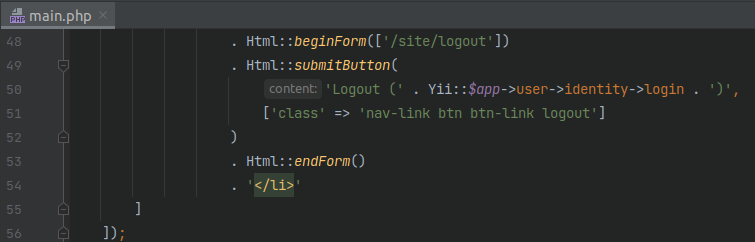 main.php
48 . Html::beginForm(['/site/logout'])
49 . Html::submitButton(
50 content: 'Logout (' . Yii::$app->user->identity->login . ')',
51 ['class' => 'nav-link btn btn-link logout']
52 )
53 . Html::endForm()
54 . '</li>'
55 ]
56 ]);